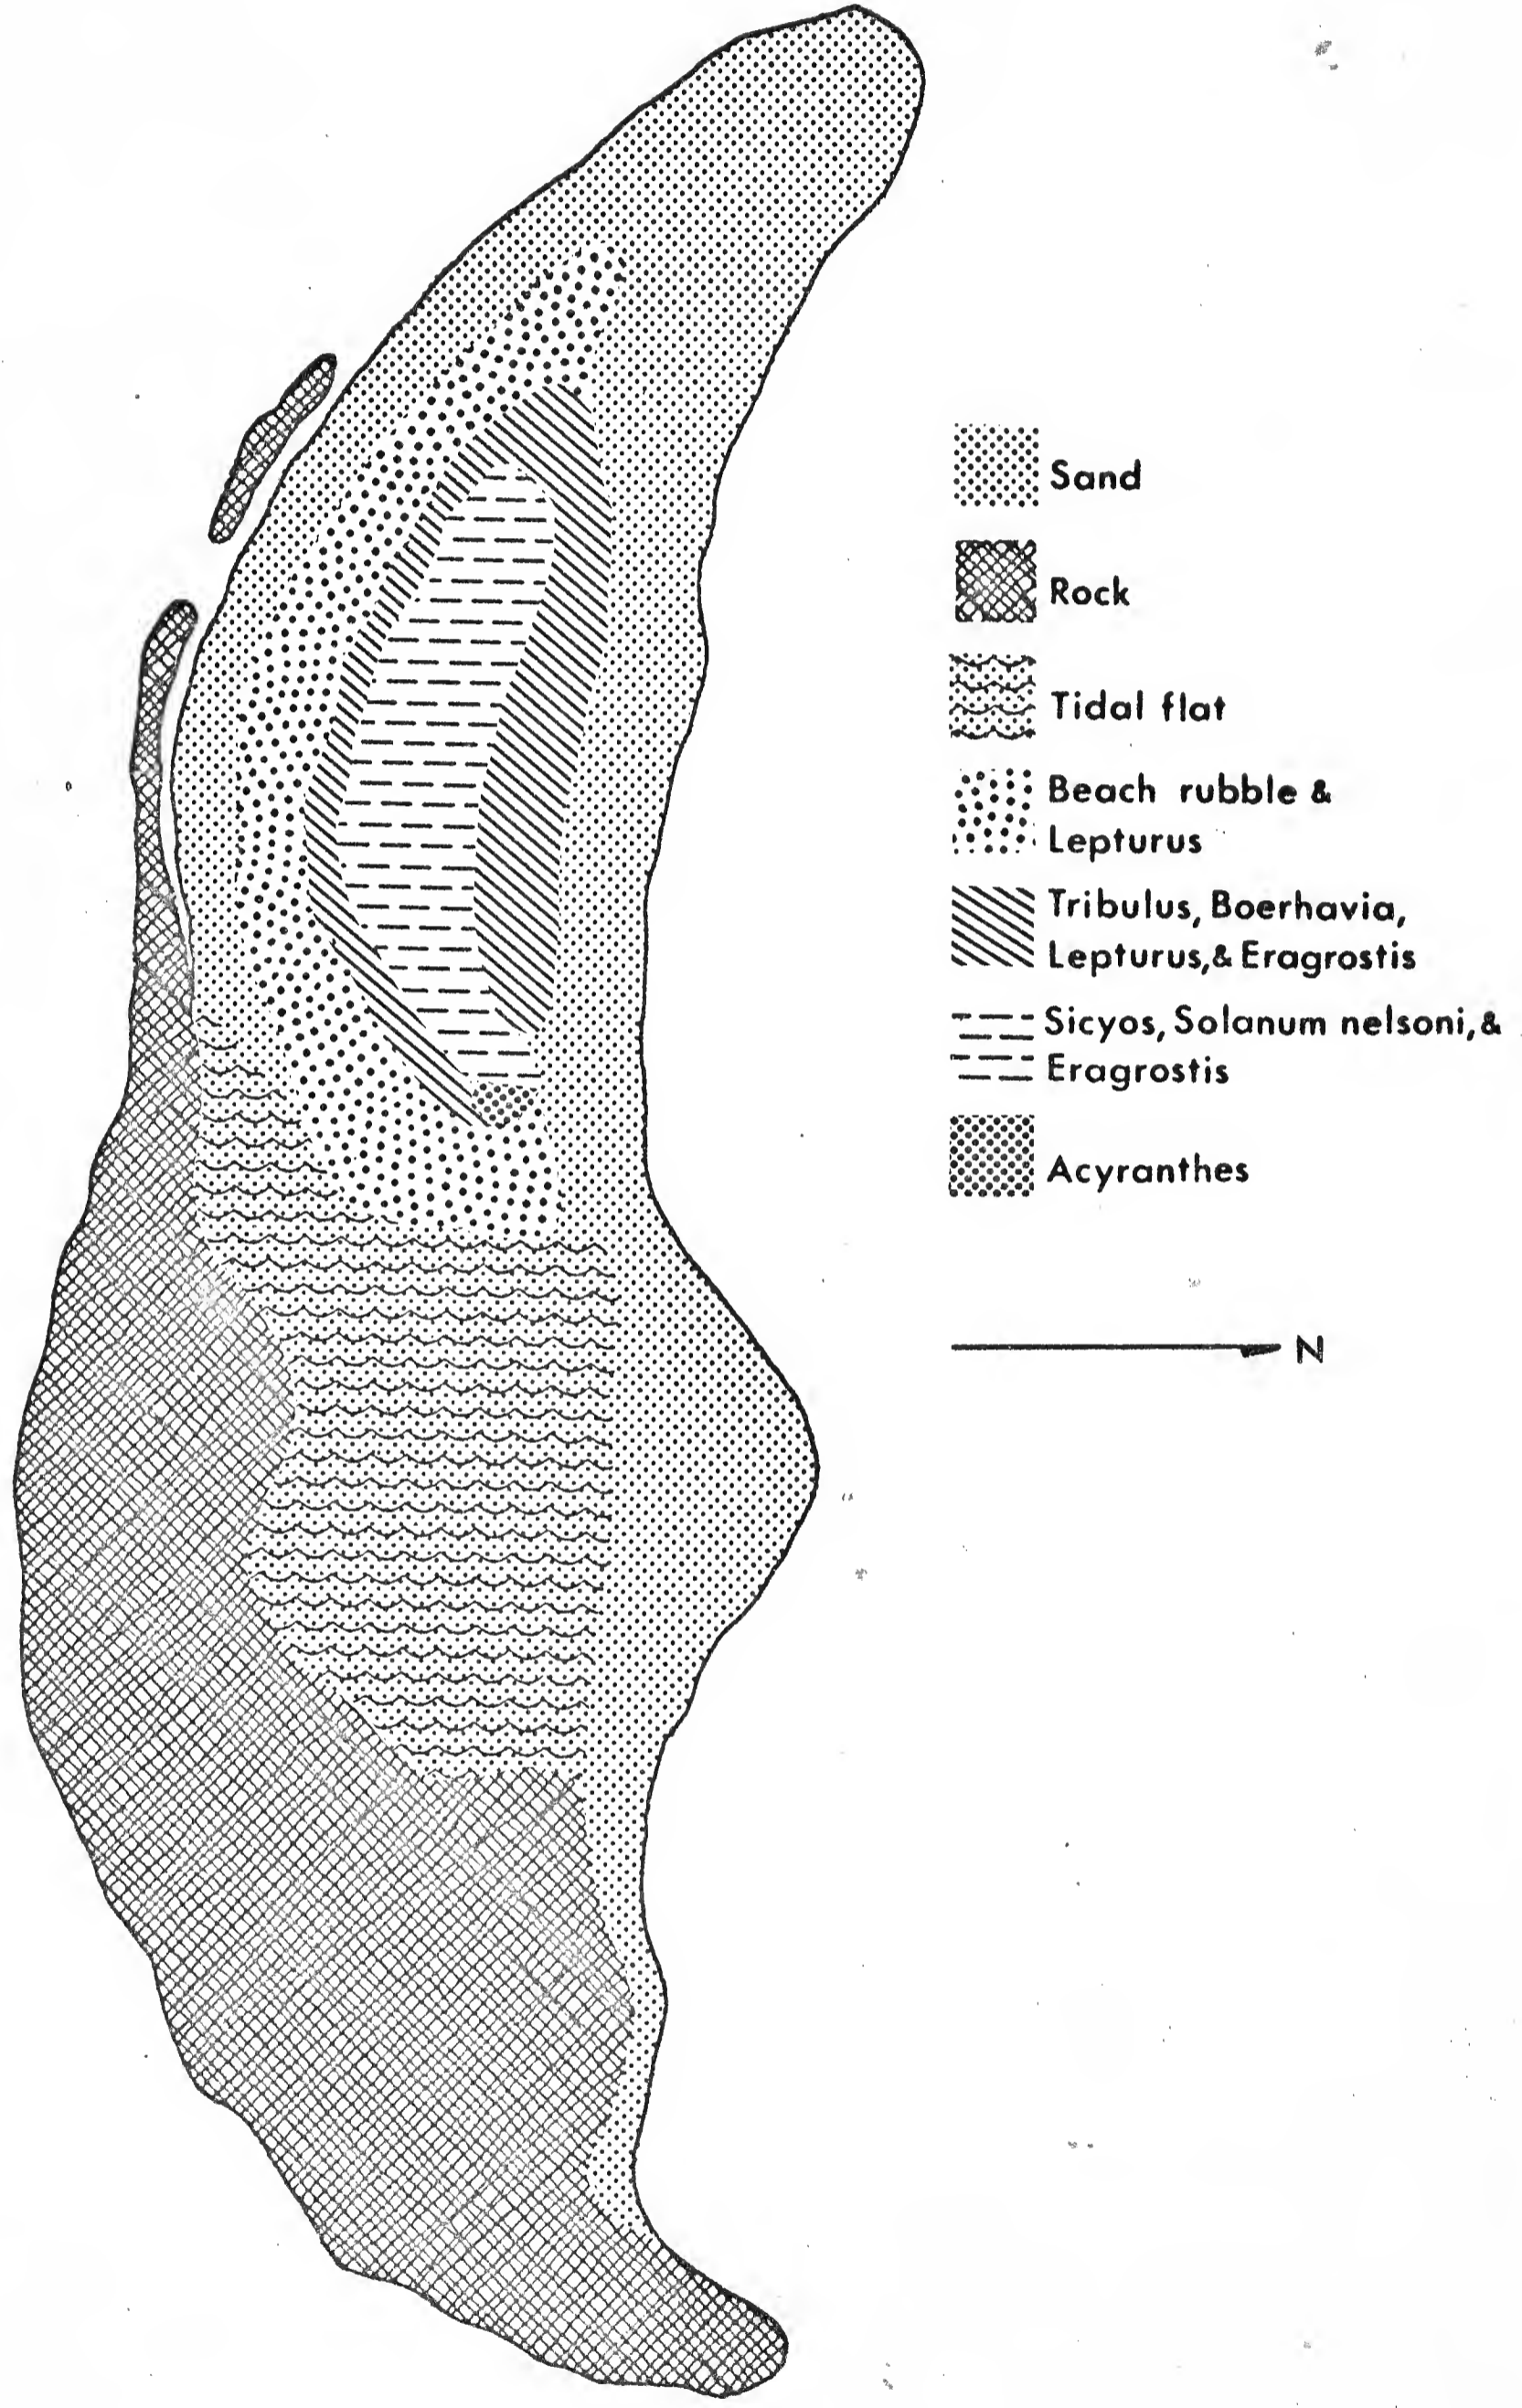 Sand
Rock
Tidal flat
Beach rubble &
Lepturus
Tribulus, Boerhavia,
Lepturus,& Eragrostis
Sicyos, Solanum nelsoni,&
Eragrostis
Acyranthes
N